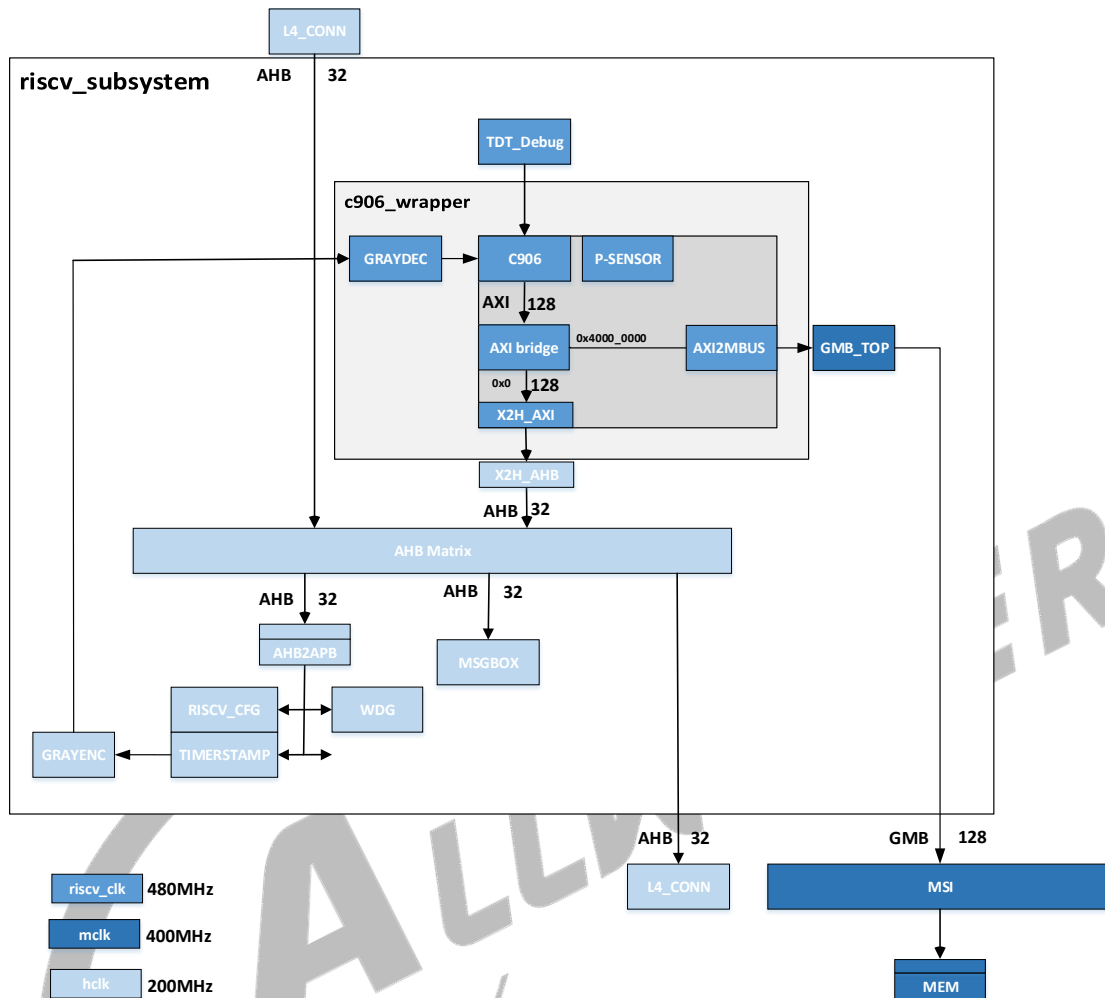 L4_CONN
AHB 32
riscv_subsystem
TDT_Debug
c906_wrapper
GRAYDEC
C906
P-SENSOR
AXI 128
AXI bridge
0x4000_0000
AXI2MBUS
GMB_TOP
0x0 128
X2H_AXI
X2H_AHB
AHB 32
AHB Matrix
AHB 32
AHB 32
AHB2APB
MSGBOX
RISCV_CFG
WDG
GRAYENC
TIMERSTAMP
AHB 32
GMB 128
L4_CONN
MSI
MEM
riscv_clk 480MHz
mclk 400MHz
hclk 200MHz